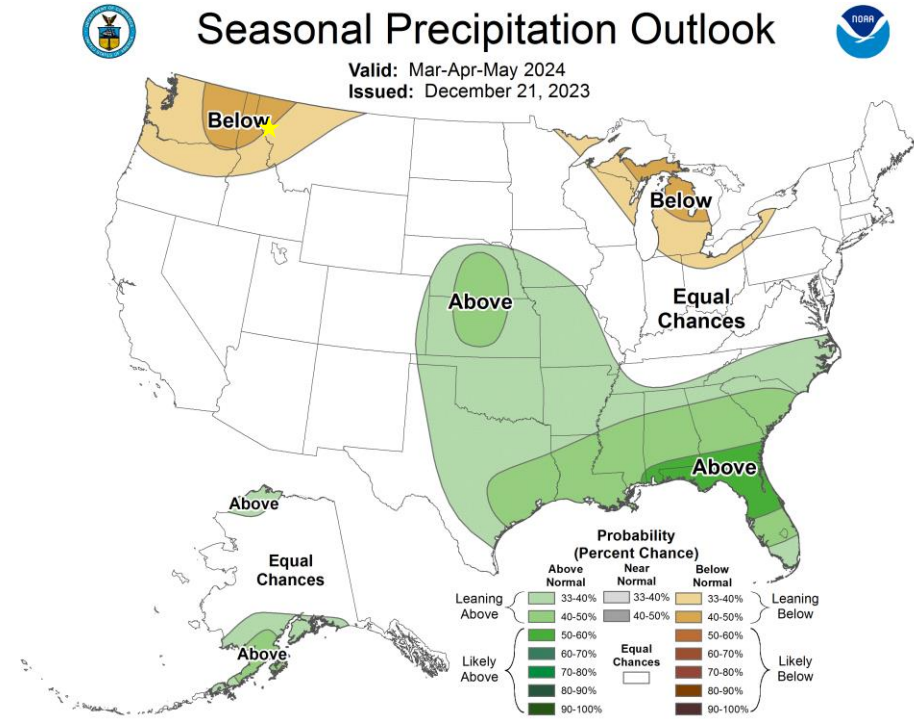 Seasonal Precipitation Outlook
NOAA
Valid: Mar-Apr-May 2024
Issued: December 21, 2023
Below
Below
Above
Equal
Chances
Above
Above
Equal
Chances
Above
Probability
(Percent Chance)
Above
Normal
Near
Normal
Below
Normal
Leaning
Above
33-40%
33-40%
33-40%
Leaning
Below
40-50%
40-50%
40-50%
Likely
Above
50-60%
50-60%
Likely
Below
60-70%
Equal
Chances
60-70%
70-80%
70-80%
80-90%
80-90%
90-100%
90-100%